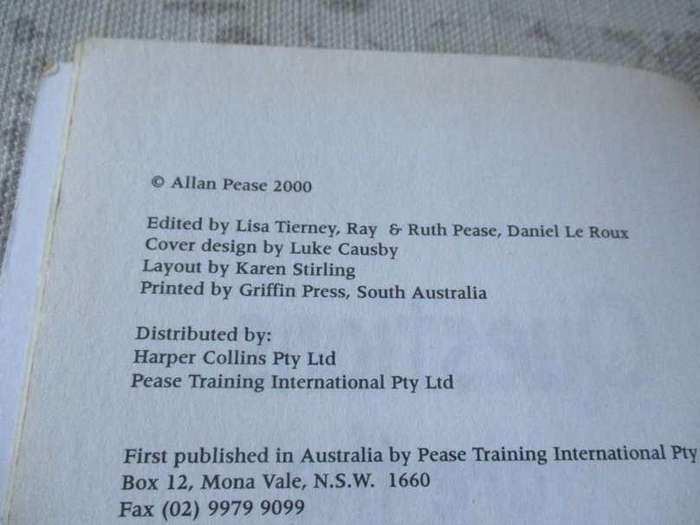 © Allan Pease 2000
Edited by Lisa Tierney, Ray & Ruth Pease, Daniel Le Roux
Cover design by Luke Causby
Layout by Karen Stirling
Printed by Griffin Press, South Australia
Distributed by:
Harper Collins Pty Ltd
Pease Training International Pty Ltd
First published in Australia by Pease Training International Pty
Box 12, Mona Vale, N.S.W. 1660
Fax (02) 9979 9099